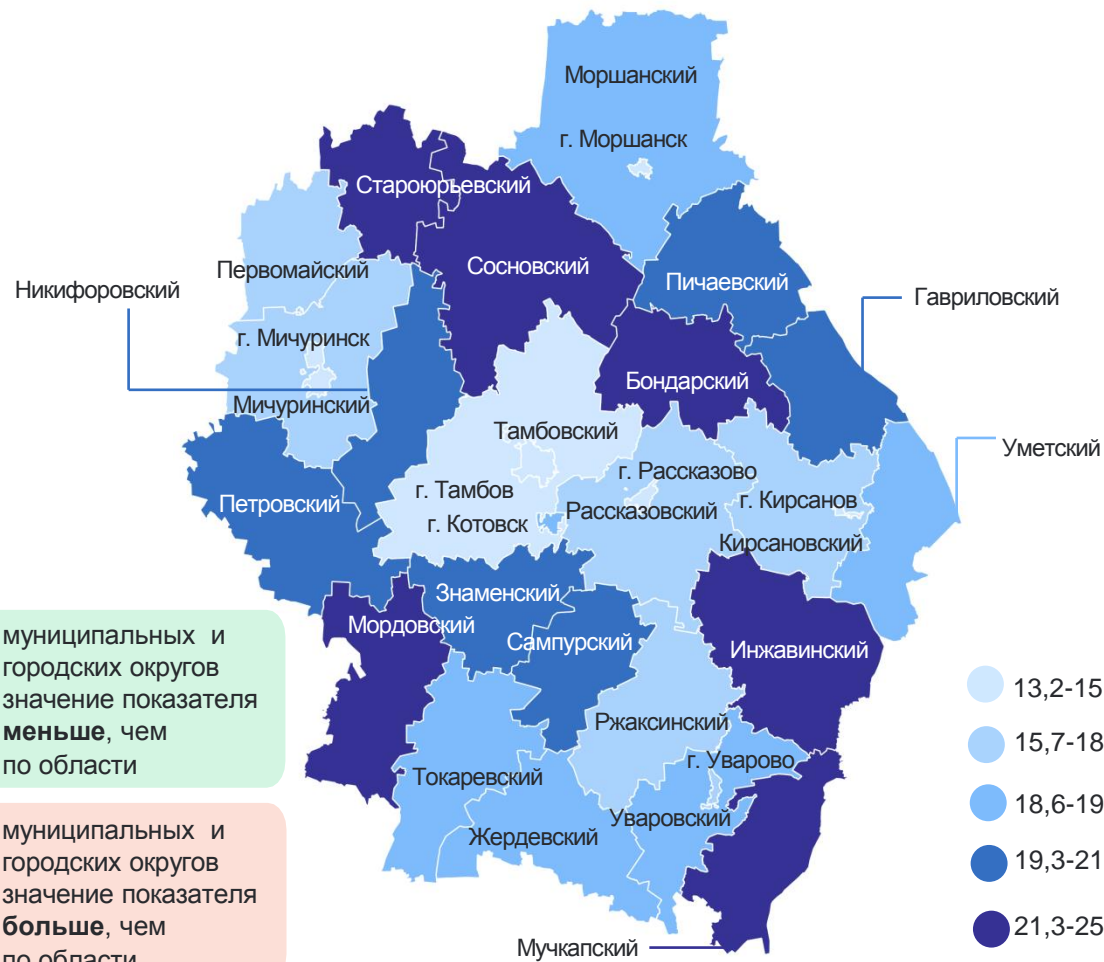 Моршанский
г. Моршанск
Староюрьевский
Сосновский
Первомайский
Пичаевский
Никифоровский
Гавриловский
г. Мичуринск
Бондарский
Мичуринский
Тамбовский
Уметский
г. Рассказово
г. Тамбов
г. Кирсанов
Петровский
г. Котовск
Рассказовский
Кирсановский
Знаменский
Мордовский
Сампурский
Инжавинский
Ржаксинский
г. Уварово
Токаревский
Уваровский
Жердевский
Мучкапский
муниципальных и
городских округов
значение показателя
меньше, чем
по области
муниципальных и
городских округов
значение показателя
больше, чем
по области
13,2-15
15,7-18
18,6-19
19,3-21
21,3-25